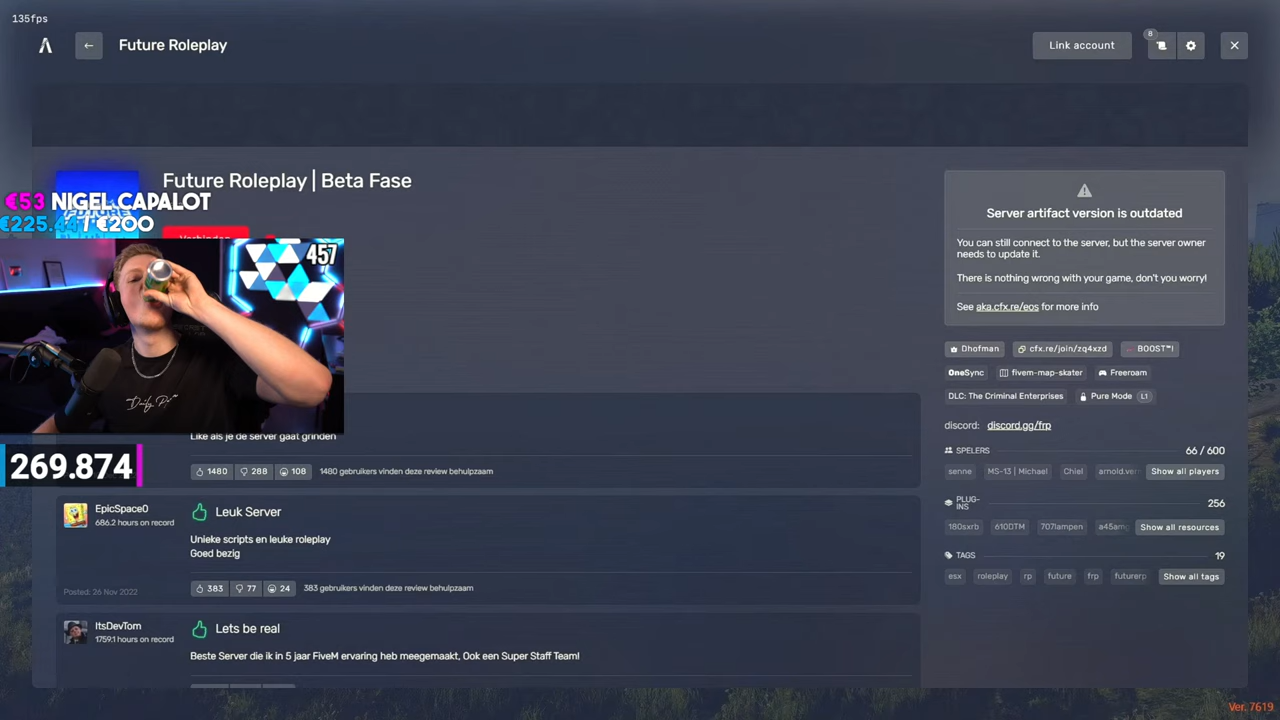 135fps
Future Roleplay
Link account
8
Future Roleplay | Beta Fase
€53 NIGEL CAPALOT
€225.44 / €200
FUTURE
Verbinden
457
269.874
Like als je de server gaat grinden
1480
288
108
1480 gebruikers vinden deze review behulpzaam
EpicSpace0
686.2 hours on record
Posted: 26 Nov 2022
Leuk Server
Unieke scripts en leuke roleplay
Goed bezig
383
77
24
383 gebruikers vinden deze review behulpzaam
ItsDevTom
1759.1 hours on record
Lets be real
Beste Server die ik in 5 jaar FiveM ervaring heb meegemaakt, Ook een Super Staff Team!
Server artifact version is outdated
You can still connect to the server, but the server owner
needs to update it.
There is nothing wrong with your game, don't you worry!
See aka.cfx.re/eos for more info
Dhofman
cfx.re/join/zq4xzd
BOOST™!
OneSync
fivem-map-skater
Freeroam
DLC: The Criminal Enterprises
Pure Mode
L1
discord: discord.gg/frp
SPELERS
66 / 600
senne
MS-13 | Michael
Chiel
arnold.ver
Show all players
PLUG-
INS
256
180sxrb
610DTM
707lampen
a45amg
Show all resources
TAGS
19
esx
roleplay
rp
future
frp
futurerp
Show all tags
Ver. 7619